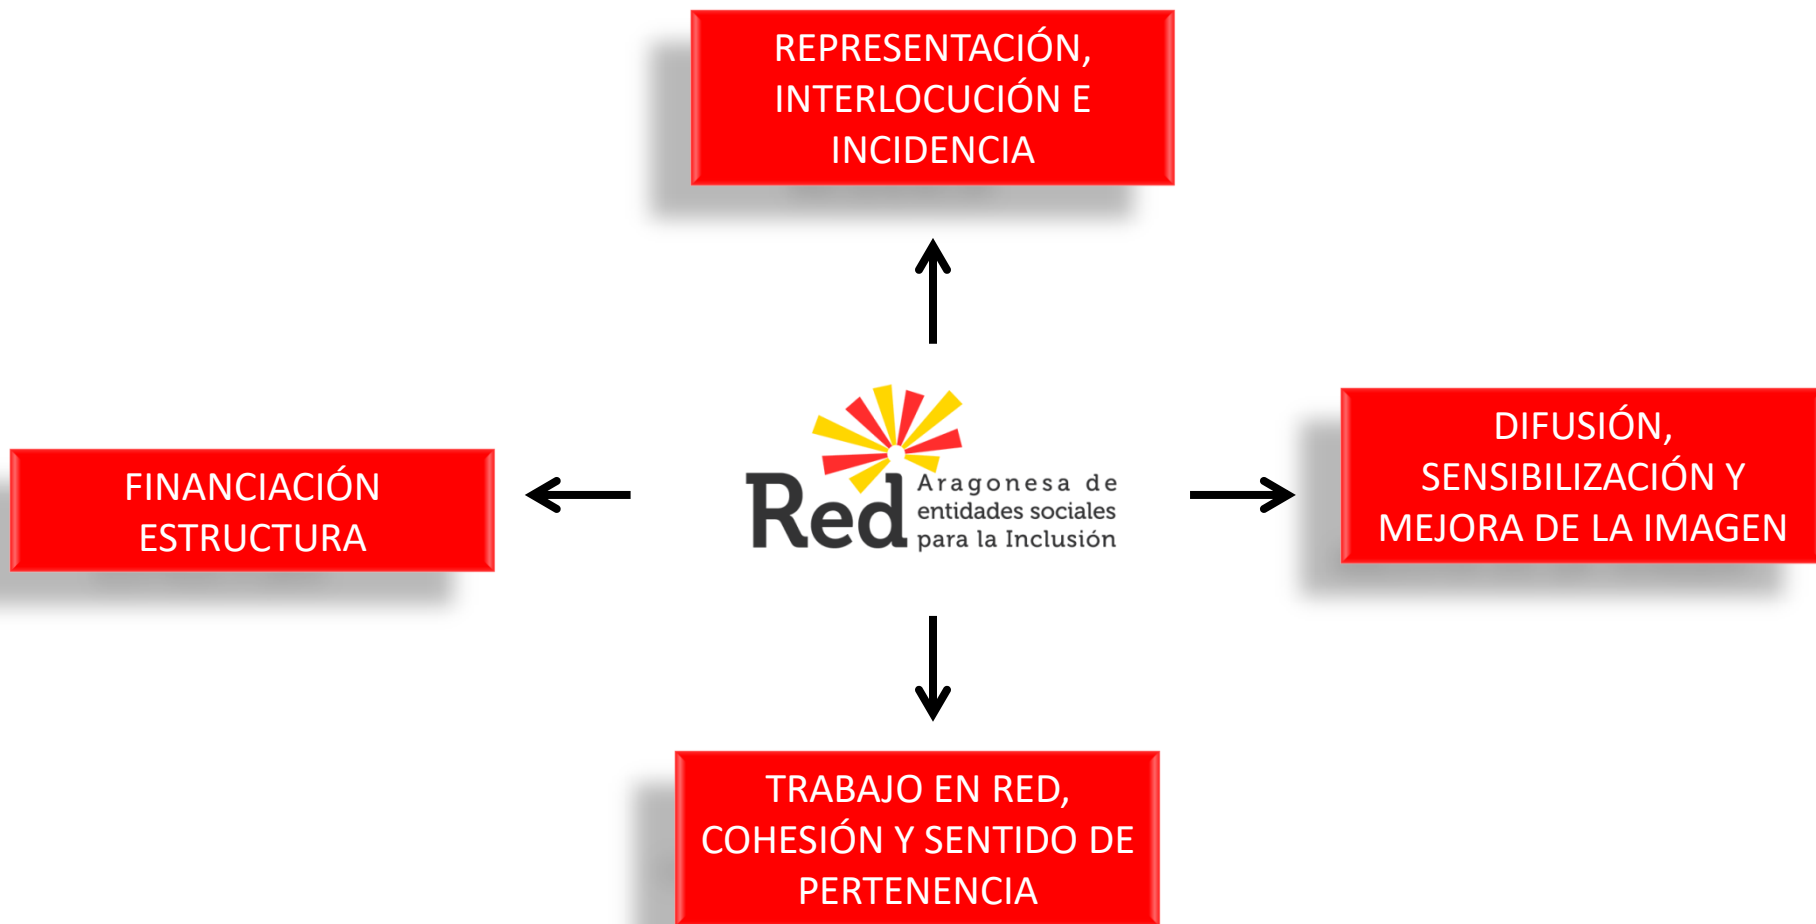 REPRESENTACIÓN,
INTERLOCUCIÓN E
INCIDENCIA
FINANCIACIÓN
ESTRUCTURA
Red
Aragonesa de
entidades sociales
para la Inclusión
DIFUSIÓN,
SENSIBILIZACIÓN Y
MEJORA DE LA IMAGEN
TRABAJO EN RED,
COHESIÓN Y SENTIDO DE
PERTENENCIA